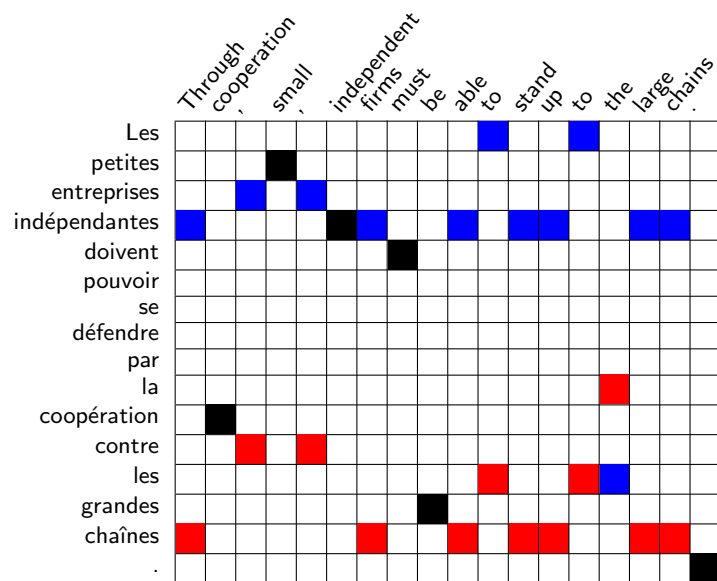 Through cooperation , small , independent firms must be able to stand up to the large chains .
Les
petites
entreprises
indépendantes
doivent
pouvoir
se
défendre
par
la
coopération
contre
les
grandes
chaînes
.